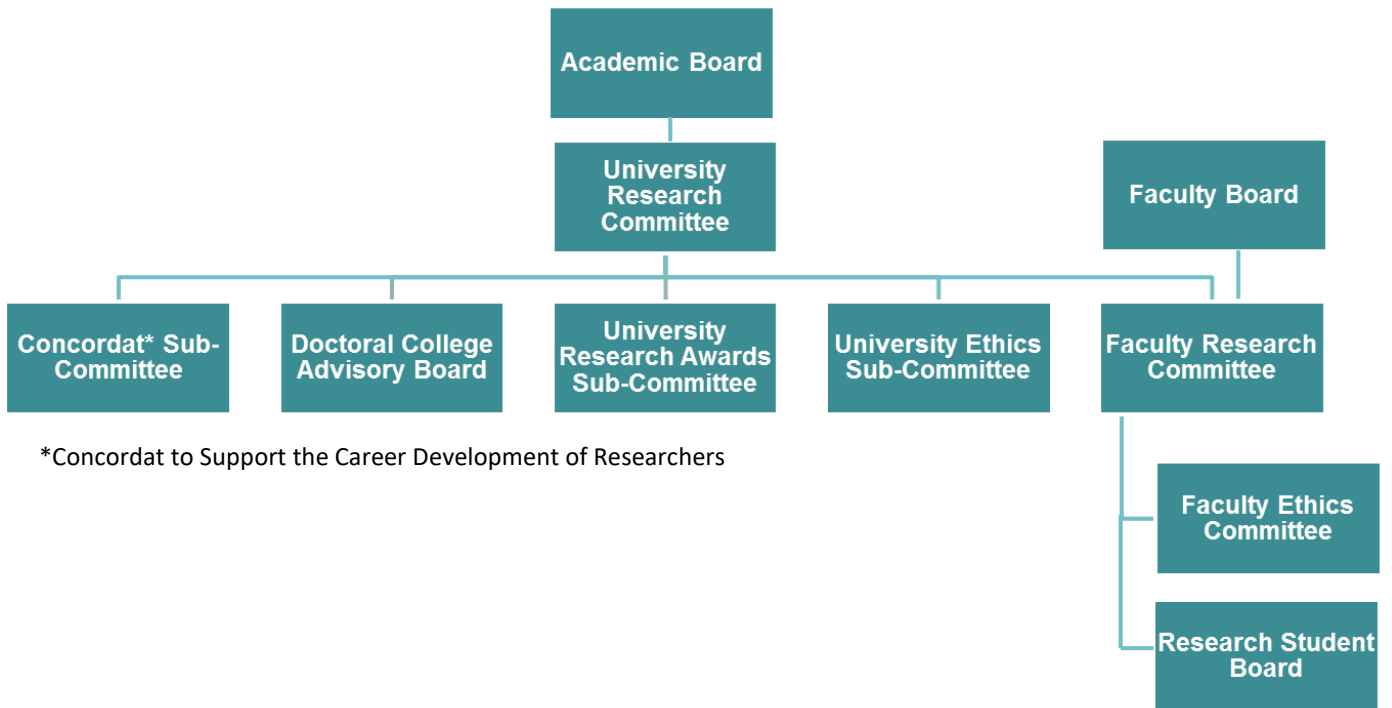 Academic Board
University
Research
Committee
Faculty Board
Concordat* Sub-
Committee
Doctoral College
Advisory Board
University
Research Awards
Sub-Committee
University Ethics
Sub-Committee
Faculty Research
Committee
*Concordat to Support the Career Development of Researchers
Faculty Ethics
Committee
Research Student
Board